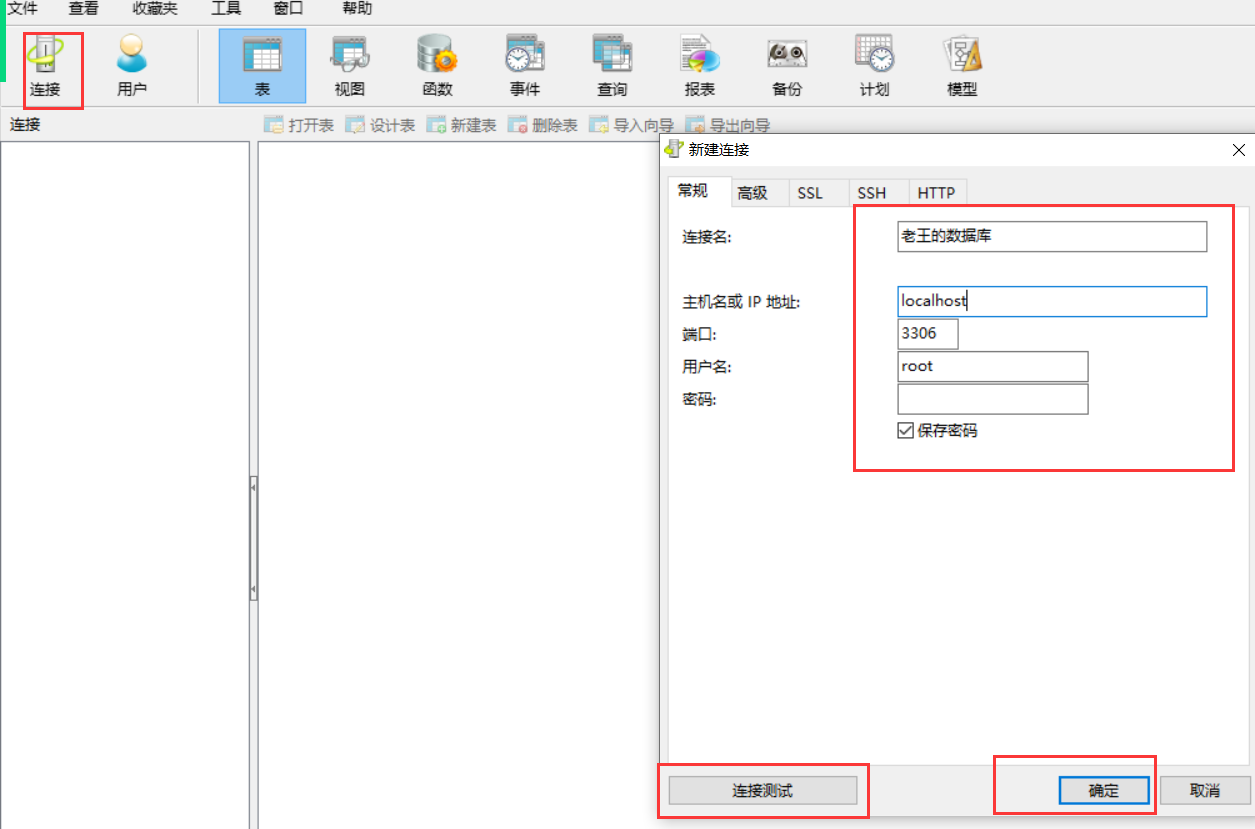 文件 查看 收藏夹 工具 窗口 帮助
连接 用户 表 视图 函数 事件 查询 报表 备份 计划 模型
连接 打开表 设计表 新建表 删除表 导入向导 导出向导
新建连接
常规 高级 SSL SSH HTTP
连接名: 老王的数据库
主机名或 IP 地址: localhost
端口: 3306
用户名: root
密码:
保存密码
连接测试 确定 取消